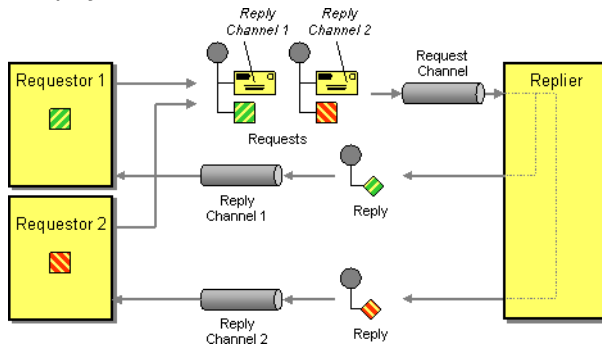 Reply
Channel 1
Reply
Channel 2
Request
Channel
Requestor 1
Replier
Requests
Reply
Channel 1
Reply
Requestor 2
Reply
Channel 2
Reply